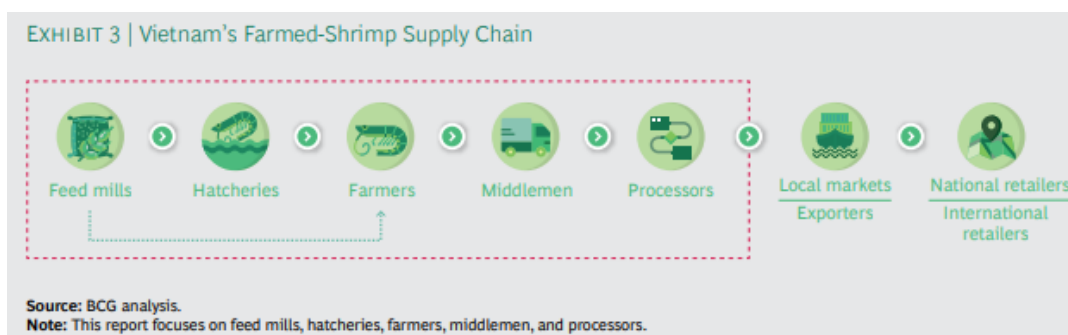 EXHIBIT 3 | Vietnam's Farmed-Shrimp Supply Chain
Feed mills
Hatcheries
Farmers
Middlemen
Processors
Local markets
Exporters
National retailers
International
retailers
Source: BCG analysis.
Note: This report focuses on feed mills, hatcheries, farmers, middlemen, and processors.